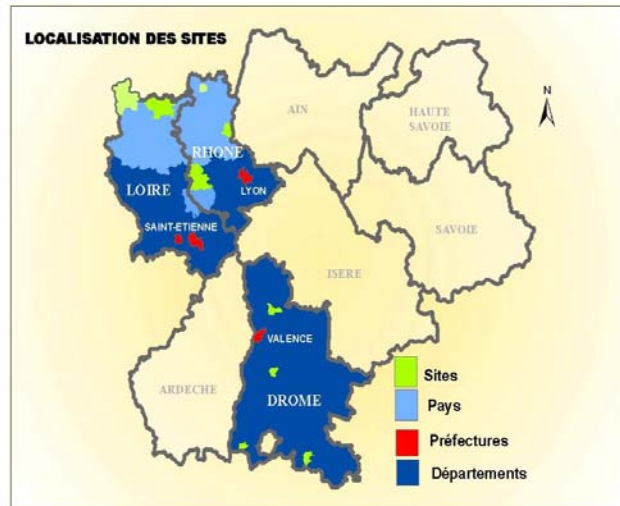 LOCALISATION DES SITES
N
AIN
HAUTE
SAVOIE
RHONE
LOIRE
LYON
SAINT-ETIENNE
SAVOIE
ISERE
VALENCE
ARDECHE
DROME
Sites
Pays
Préfectures
Départements